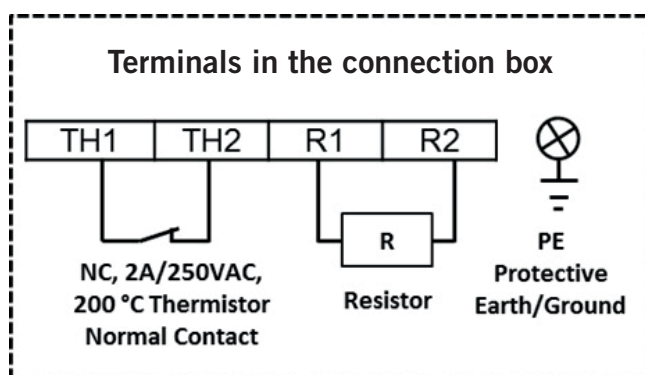 Terminals in the connection box
TH1 TH2 R1 R2
R
NC, 2A/250VAC,
200 °C Thermistor
Normal Contact
Resistor
PE
Protective
Earth/Ground